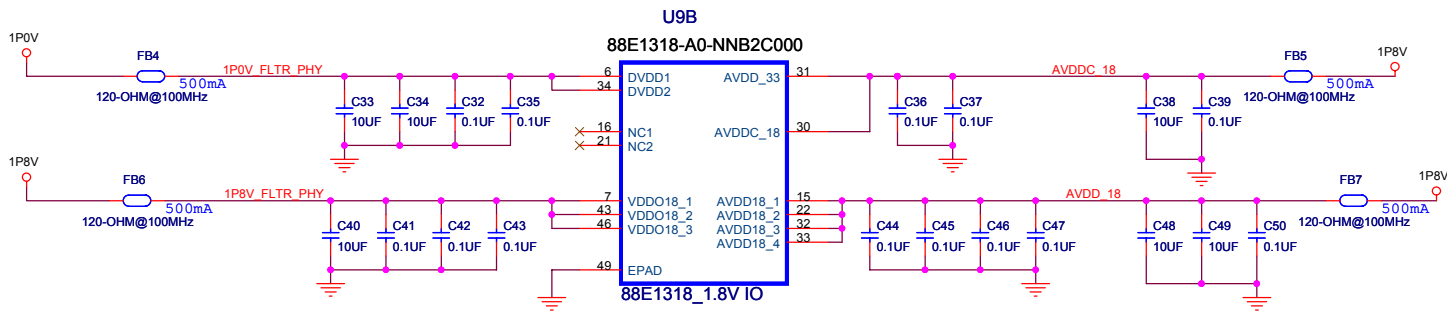 U9B
88E1318-A0-NNB2C000
1P0V
FB4
500mA
120-OHM@100MHz
1P0V_FLTR_PHY
C33
10UF
C34
10UF
C32
0.1UF
C35
0.1UF
6
34
DVDD1
DVDD2
16
21
NC1
NC2
AVDD_33
31
AVDDC_18
30
AVDDC_18
C36
0.1UF
C37
0.1UF
C38
10UF
C39
0.1UF
FB5
500mA
120-OHM@100MHz
1P8V
1P8V
FB6
500mA
120-OHM@100MHz
1P8V_FLTR_PHY
C40
10UF
C41
0.1UF
C42
0.1UF
C43
0.1UF
7
43
46
VDDO18_1
VDDO18_2
VDDO18_3
49
EPAD
AVDD18_1
AVDD18_2
AVDD18_3
AVDD18_4
15
22
32
33
AVDD_18
C44
0.1UF
C45
0.1UF
C46
0.1UF
C47
0.1UF
C48
10UF
C49
10UF
C50
0.1UF
FB7
500mA
120-OHM@100MHz
1P8V
88E1318_1.8V IO